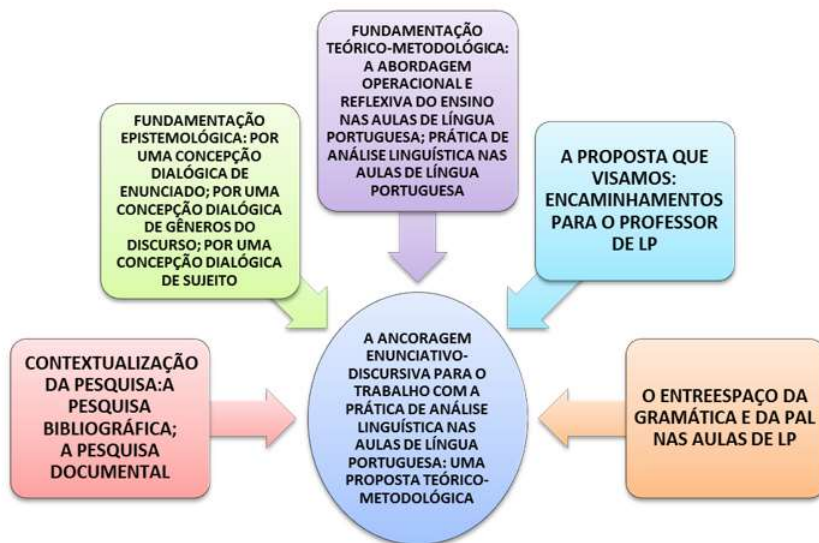 FUNDAMENTAÇÃO
TEÓRICO-METODOLÓGICA:
A ABORDAGEM
OPERACIONAL E
REFLEXIVA DO ENSINO
NAS AULAS DE LÍNGUA
PORTUGUESA; PRÁTICA DE
ANÁLISE LINGUÍSTICA NAS
AULAS DE LÍNGUA
PORTUGUESA
FUNDAMENTAÇÃO
EPISTEMOLÓGICA: POR
UMA CONCEPÇÃO
DIALÓGICA DE
ENUNCIADO; POR UMA
CONCEPÇÃO DIALÓGICA
DE GÊNEROS DO
DISCURSO; POR UMA
CONCEPÇÃO DIALÓGICA
DE SUJEITO
A PROPOSTA QUE
VISAMOS:
ENCAMINHAMENTOS
PARA O PROFESSOR
DE LP
CONTEXTUALIZAÇÃO
DA PESQUISA:A
PESQUISA
BIBLIOGRÁFICA;
A PESQUISA
DOCUMENTAL
A ANCORAGEM
ENUNCIATIVO-
DISCURSIVA PARA O
TRABALHO COM A
PRÁTICA DE ANÁLISE
LINGUÍSTICA NAS
AULAS DE LÍNGUA
PORTUGUESA: UMA
PROPOSTA TEÓRICO-
METODOLÓGICA
O ENTREESPAÇO DA
GRAMÁTICA E DA PAL
NAS AULAS DE LP